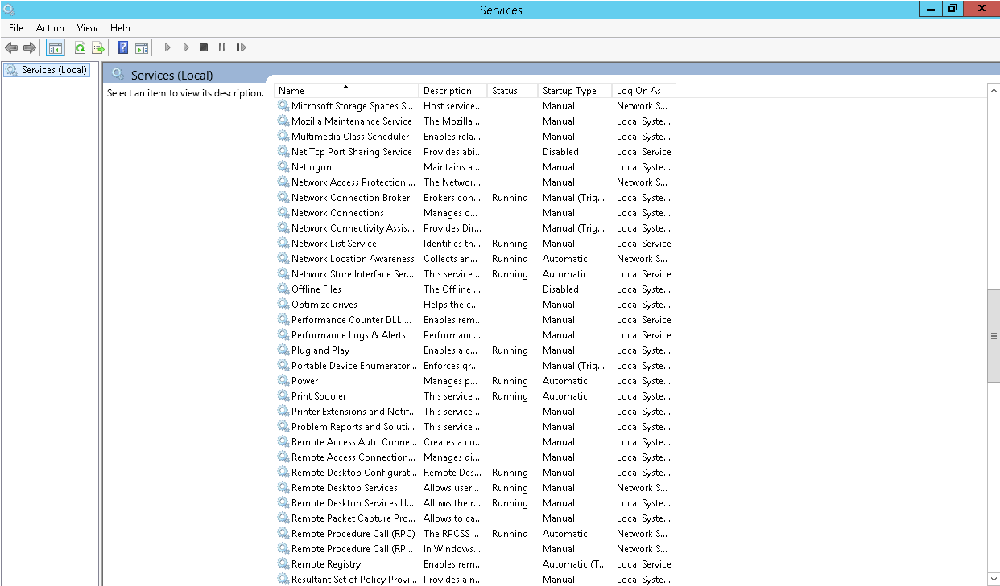 Services
File Action View Help
Services (Local)
Services (Local)
Select an item to view its description.
Name Description Status Startup Type Log On As
Microsoft Storage Spaces S... Host service... Manual Network S...
Mozilla Maintenance Service The Mozilla ... Manual Local Syste...
Multimedia Class Scheduler Enables rela... Manual Local Syste...
Net.Tcp Port Sharing Service Provides abi... Disabled Local Service
Netlogon Maintains a ... Manual Local Syste...
Network Access Protection ... The Networ... Manual Network S...
Network Connection Broker Brokers con... Running Manual (Trig... Local Syste...
Network Connections Manages o... Manual Local Syste...
Network Connectivity Assis... Provides Dir... Manual (Trig... Local Syste...
Network List Service Identifies th... Running Manual Local Service
Network Location Awareness Collects an... Running Automatic Network S...
Network Store Interface Ser... This service ... Running Automatic Local Service
Offline Files The Offline ... Disabled Local Syste...
Optimize drives Helps the c... Manual Local Syste...
Performance Counter DLL ... Enables rem... Manual Local Service
Performance Logs & Alerts Performanc... Manual Local Service
Plug and Play Enables a c... Running Manual Local Syste...
Portable Device Enumerator... Enforces gr... Manual (Trig... Local Syste...
Power Manages p... Running Automatic Local Syste...
Print Spooler This service ... Running Automatic Local Syste...
Printer Extensions and Notif... This service ... Manual Local Syste...
Problem Reports and Soluti... This service ... Manual Local Syste...
Remote Access Auto Conne... Creates a co... Manual Local Syste...
Remote Access Connection... Manages di... Manual Local Syste...
Remote Desktop Configurat... Remote Des... Running Manual Local Syste...
Remote Desktop Services Allows user... Running Manual Network S...
Remote Desktop Services U... Allows the r... Running Manual Local Syste...
Remote Packet Capture Pro... Allows to ca... Manual Local Syste...
Remote Procedure Call (RPC) The RPCSS ... Running Automatic Network S...
Remote Procedure Call (RP... In Windows... Manual Network S...
Remote Registry Enables rem... Automatic (T... Local Service
Resultant Set of Policy Provi... Provides a n... Manual Local Syste...